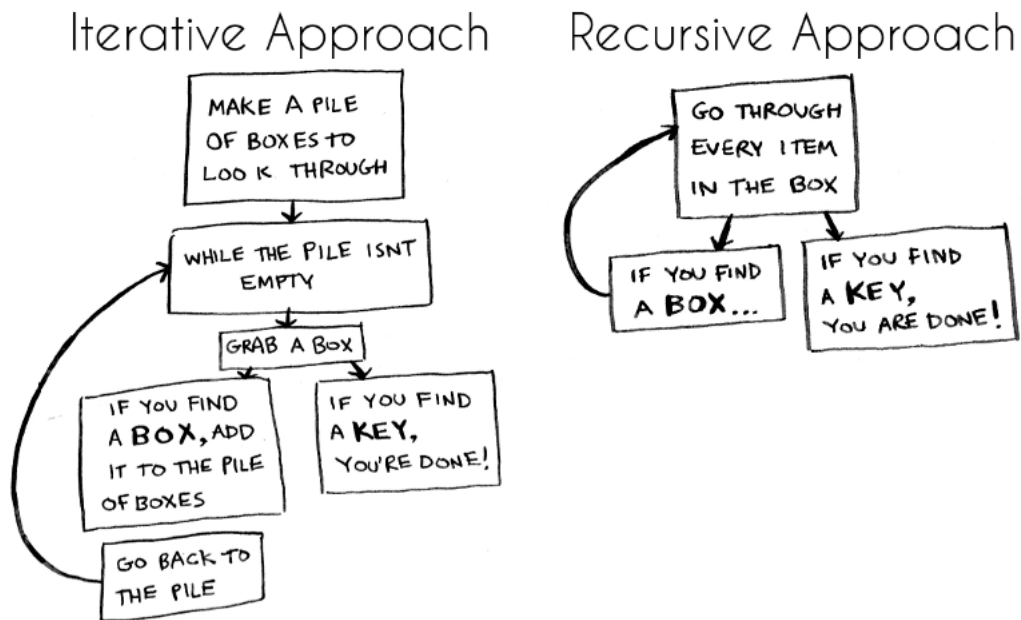 Iterative Approach
MAKE A PILE
OF BOXES TO
LOOK THROUGH
WHILE THE PILE ISNT
EMPTY
GRAB A BOX
IF YOU FIND
A BOX, ADD
IT TO THE PILE
OF BOXES
IF YOU FIND
A KEY,
YOU'RE DONE!
GO BACK TO
THE PILE
Recursive Approach
GO THROUGH
EVERY ITEM
IN THE BOX
IF YOU FIND
A BOX...
IF YOU FIND
A KEY,
YOU ARE DONE!